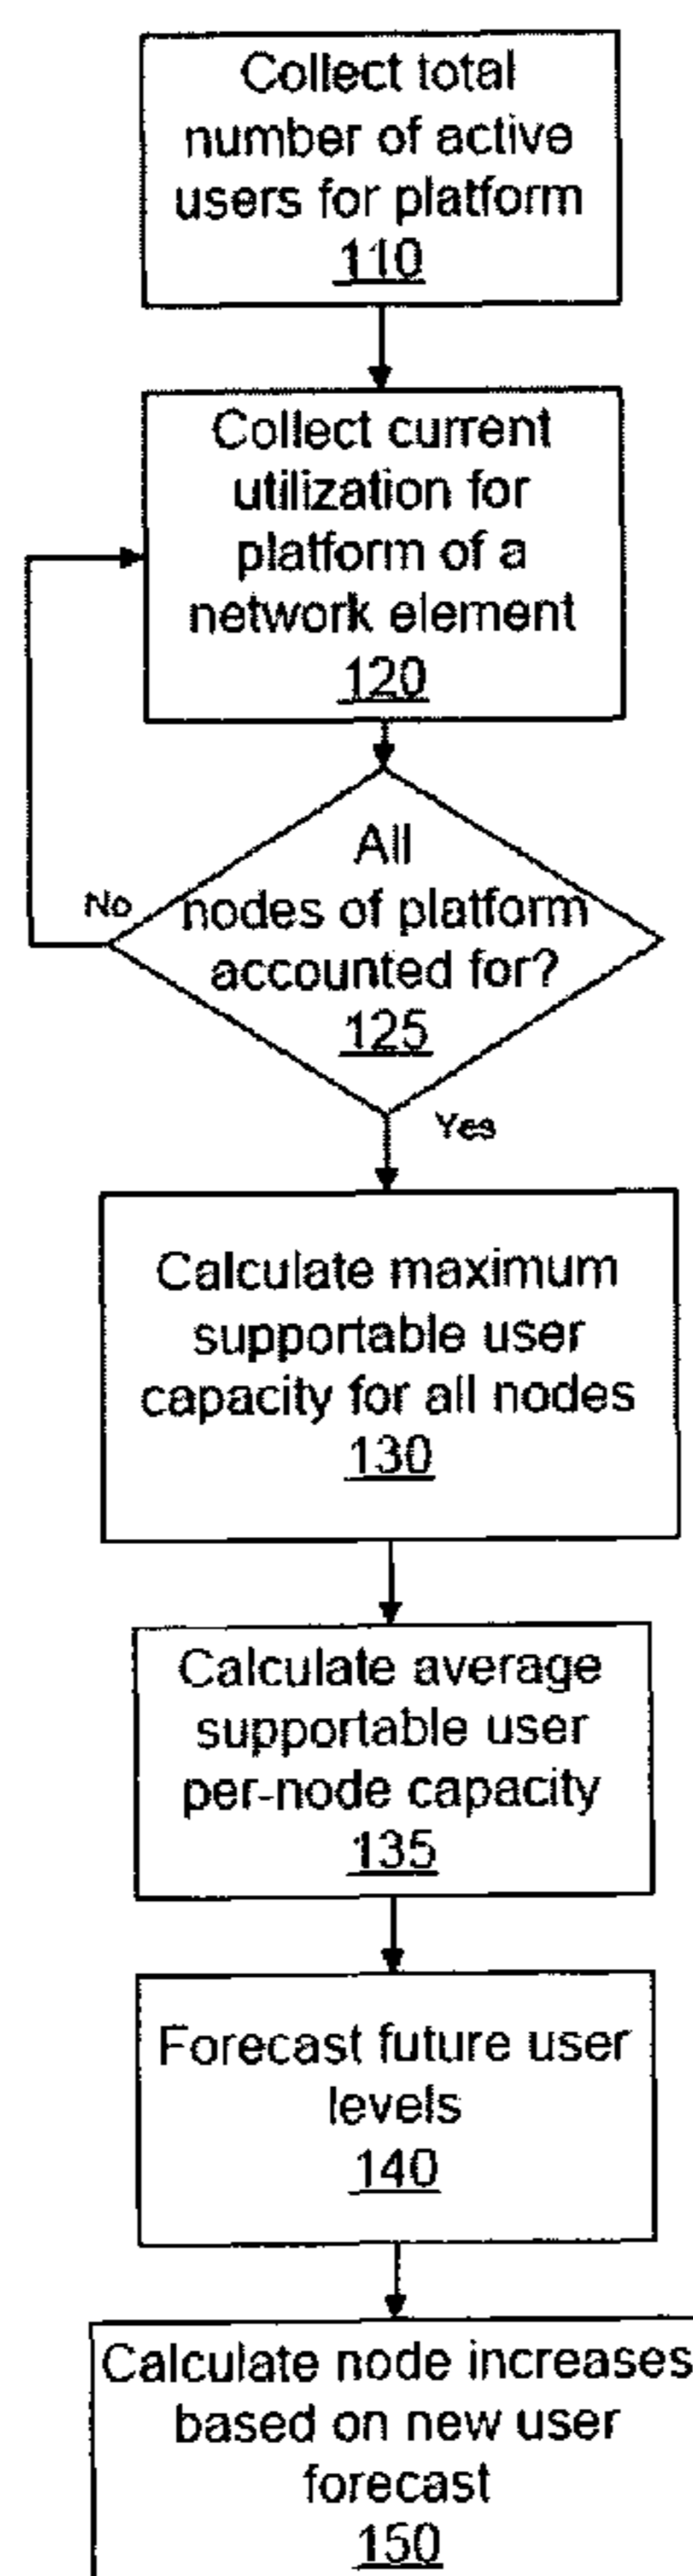 Collect total
number of active
users for platform
110
Collect current
utilization for
platform of a
network element
120
All
nodes of platform
accounted for?
125
No
Yes
Calculate maximum
supportable user
capacity for all nodes
130
Calculate average
supportable user
per-node capacity
135
Forecast future user
levels
140
Calculate node increases
based on new user
forecast
150